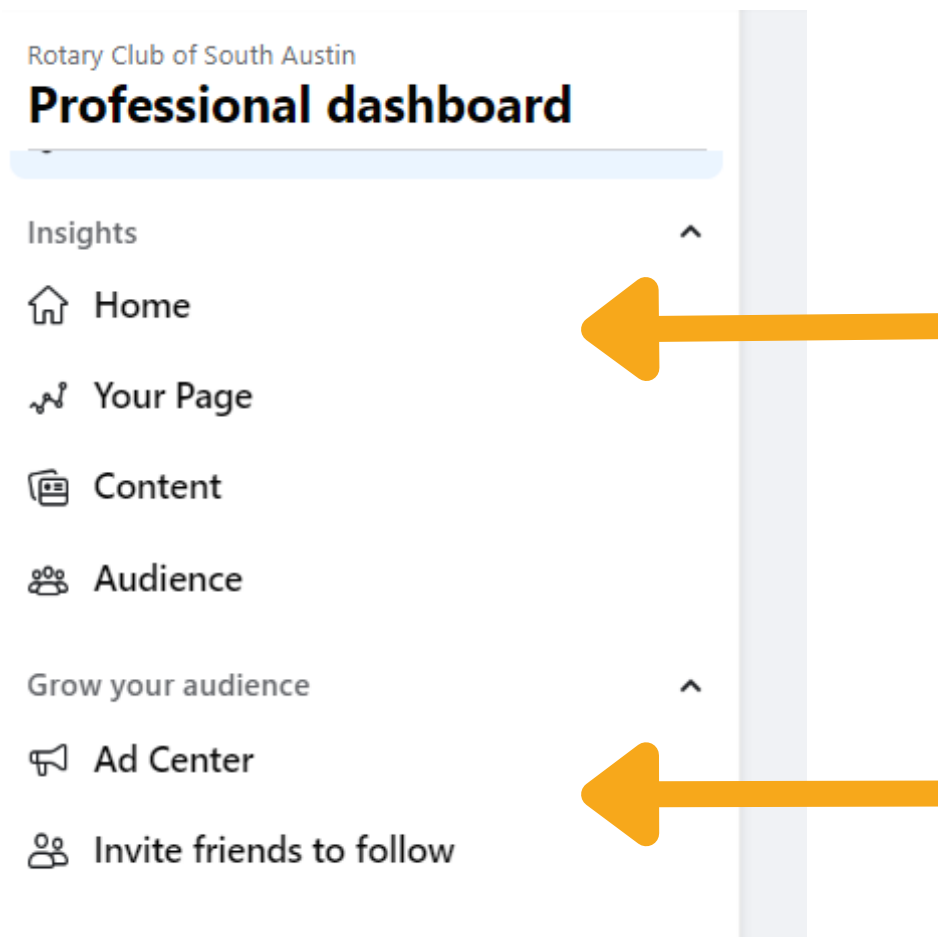 Rotary Club of South Austin
Professional dashboard
Insights
Home
Your Page
Content
Audience
Grow your audience
Ad Center
Invite friends to follow